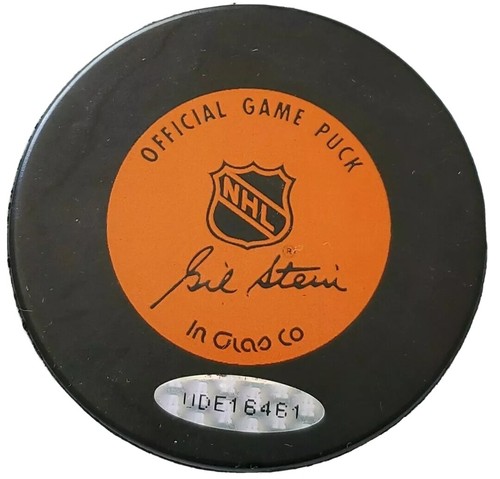 OFFICIAL GAME PUCK
NHL
®
Gil Stein
In Glas Co
UDE16461